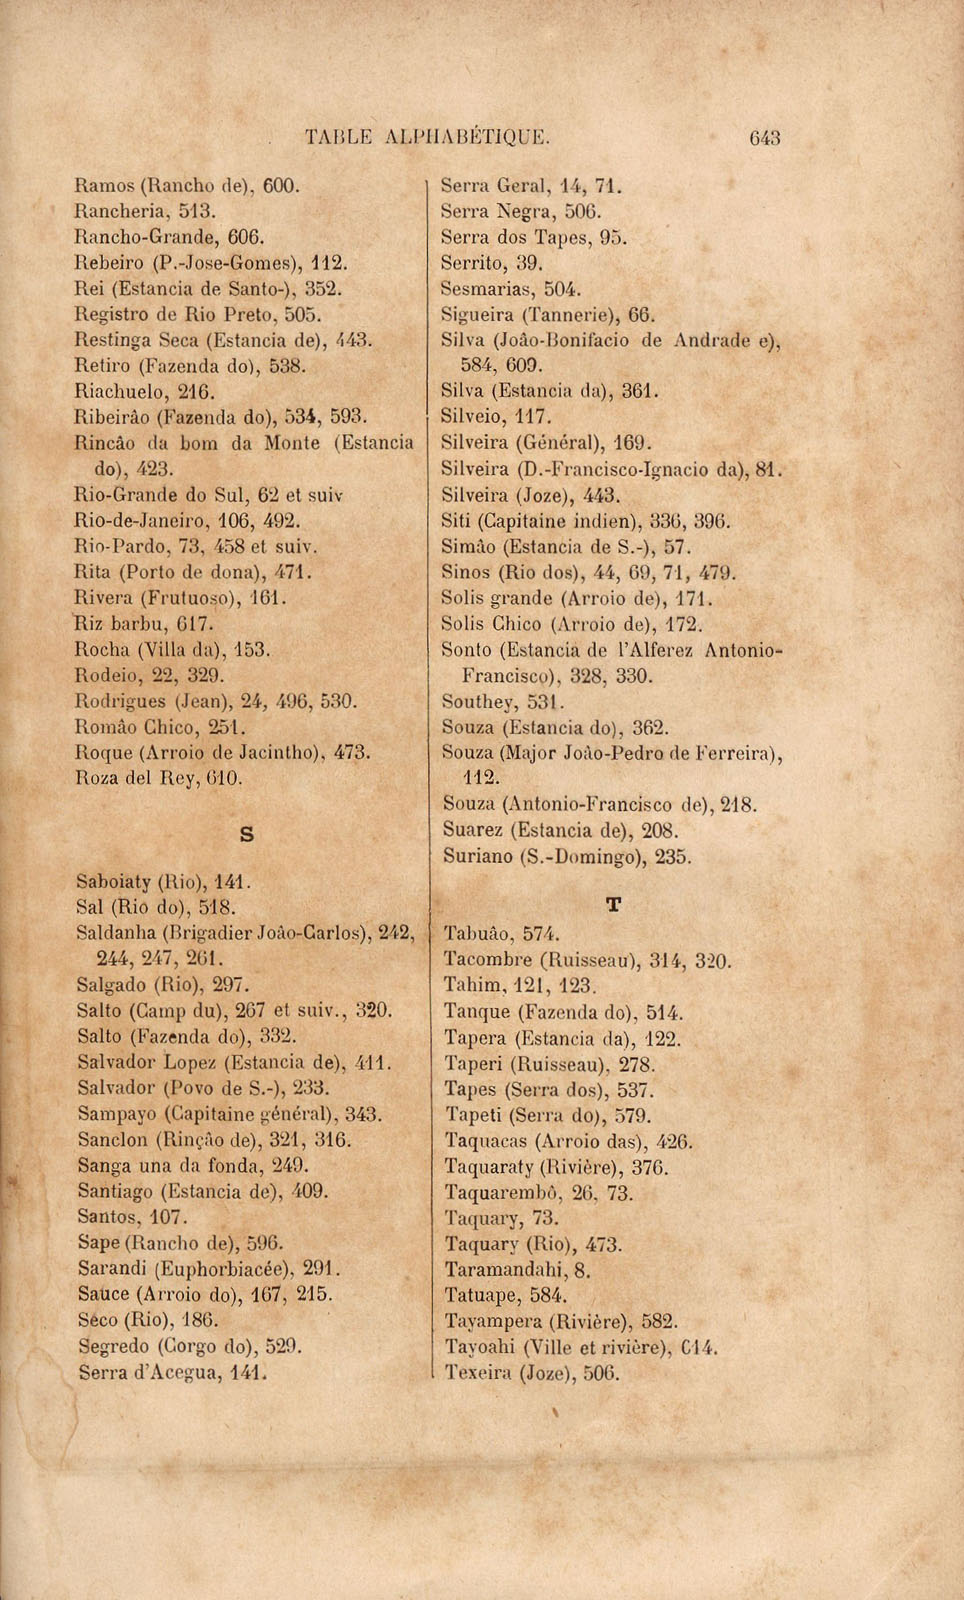 TABLE ALPHABÉTIQUE. 643
Ramos (Rancho de), 600.
Rancheria, 513.
Rancho-Grande, 606.
Rebeiro (P.-Jose-Gomes), 112.
Rei (Estancia de Santo-), 352.
Registro de Rio Preto, 505.
Restinga Seca (Estancia de), 443.
Retiro (Fazenda do), 538.
Riachuelo, 216.
Ribeirâo (Fazenda do), 534, 593.
Rincâo da bom da Monte (Estancia
do), 423.
Rio-Grande do Sul, 62 et suiv
Rio-de-Janeiro, 106, 492.
Rio-Pardo, 73, 458 et suiv.
Rita (Porto de dona), 471.
Rivera (Frutuoso), 161.
Riz barbu, 617.
Rocha (Villa da), 153.
Rodeio, 22, 329.
Rodrigues (Jean), 24, 496, 530.
Româo Chico, 251.
Roque (Arroio de Jacintho), 473.
Roza del Rey, 610.
S
Saboiaty (Rio), 141.
Sal (Rio do), 518.
Saldanha (Brigadier Joâo-Carlos), 242,
244, 247, 261.
Salgado (Rio), 297.
Salto (Camp du), 267 et suiv., 320.
Salto (Fazenda do), 332.
Salvador Lopez (Estancia de), 411.
Salvador (Povo de S.-), 233.
Sampayo (Capitaine général), 343.
Sanclon (Rinçâo de), 321, 316.
Sanga una da fonda, 249.
Santiago (Estancia de), 409.
Santos, 107.
Sape (Rancho de), 596.
Sarandi (Euphorbiacée), 291.
Sauce (Arroio do), 167, 215.
Seco (Rio), 186.
Segredo (Corgo do), 529.
Serra d'Acegua, 141.
Serra Geral, 14, 71.
Serra Negra, 506.
Serra dos Tapes, 95.
Serrito, 39.
Sesmarias, 504.
Sigueira (Tannerie), 66.
Silva (Joâo-Bonifacio de Andrade e),
584, 609.
Silva (Estancia da), 361.
Silveio, 117.
Silveira (Général), 169.
Silveira (D.-Francisco-Ignacio da), 81.
Silveira (Joze), 443.
Siti (Capitaine indien), 336, 396.
Simâo (Estancia de S.-), 57.
Sinos (Rio dos), 44, 69, 71, 479.
Solis grande (Arroio de), 171.
Solis Chico (Arroio de), 172.
Sonto (Estancia de l'Alferez Antonio-
Francisco), 328, 330.
Southey, 531.
Souza (Estancia do), 362.
Souza (Major Joâo-Pedro de Ferreira),
112.
Souza (Antonio-Francisco de), 218.
Suarez (Estancia de), 208.
Suriano (S.-Domingo), 235.
T
Tabuâo, 574.
Tacombre (Ruisseau), 314, 320.
Tahim, 121, 123.
Tanque (Fazenda do), 514.
Tapera (Estancia da), 122.
Taperi (Ruisseau), 278.
Tapes (Serra dos), 537.
Tapeti (Serra do), 579.
Taquacas (Arroio das), 426.
Taquaraty (Rivière), 376.
Taquarembô, 26, 73.
Taquary, 73.
Taquary (Rio), 473.
Taramandahi, 8.
Tatuape, 584.
Tayampera (Rivière), 582.
Tayoahi (Ville et rivière), 614.
Texeira (Joze), 506.